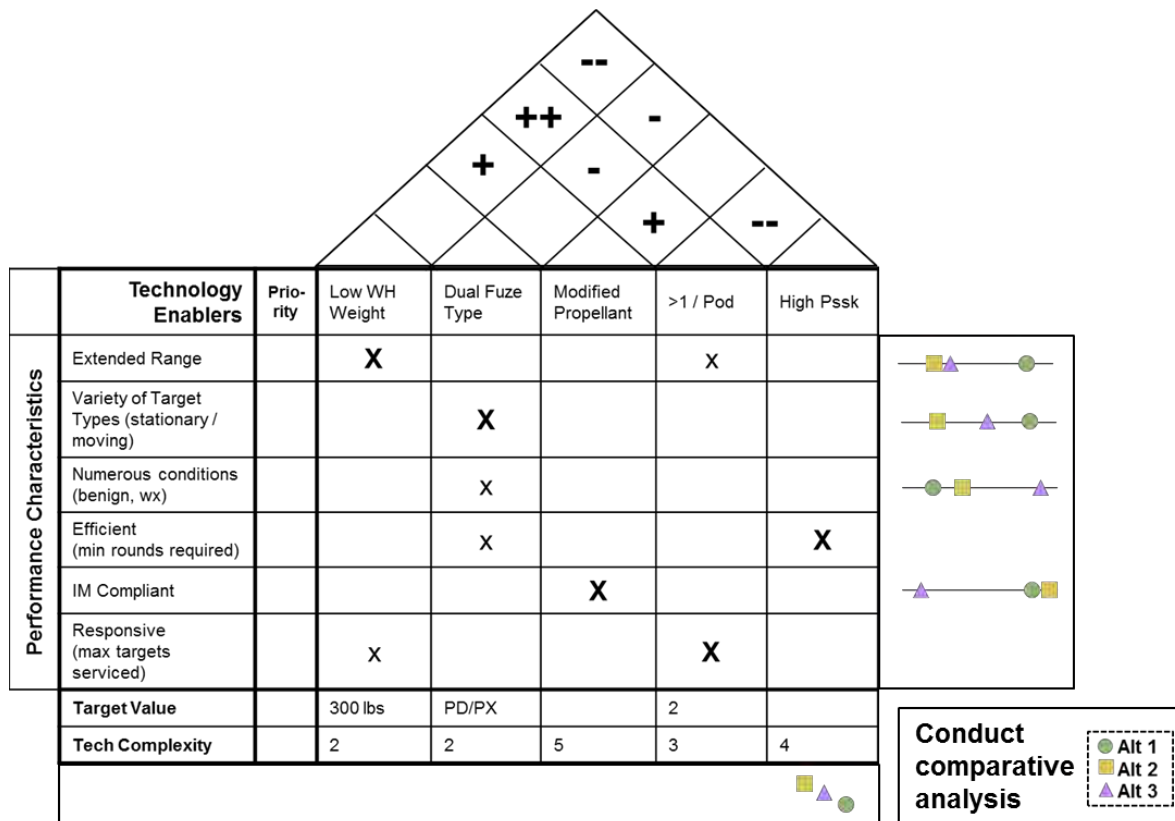 --
++
-
+
-
+
--
Technology
Enablers
Prio-
rity
Low WH
Weight
Dual Fuze
Type
Modified
Propellant
>1 / Pod
High Pssk
Performance Characteristics
Extended Range
X
x
Variety of Target
Types (stationary /
moving)
X
Numerous conditions
(benign, wx)
x
Efficient
(min rounds required)
x
X
IM Compliant
X
Responsive
(max targets
serviced)
x
X
Target Value
300 lbs
PD/PX
2
Tech Complexity
2
2
5
3
4
Conduct
comparative
analysis
Alt 1
Alt 2
Alt 3